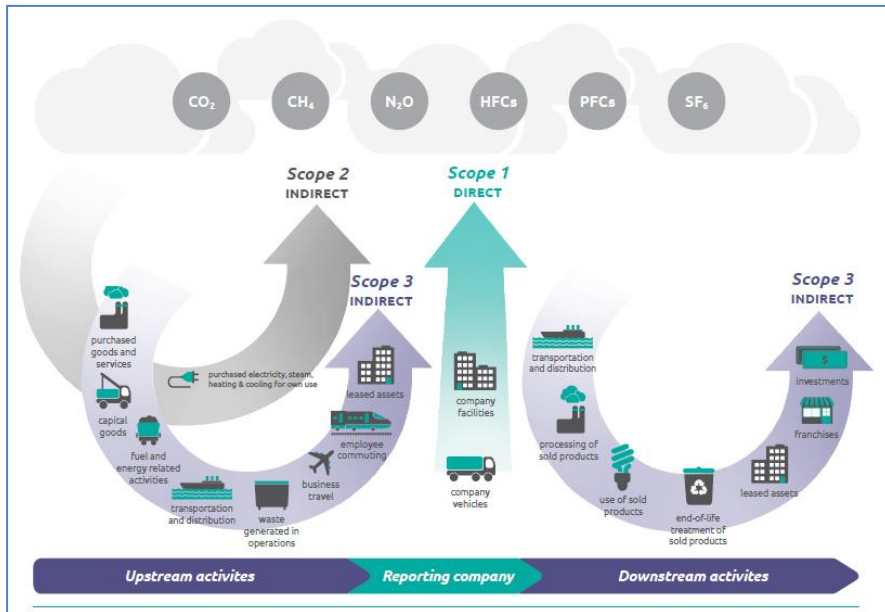 CO₂
CH₄
N₂O
HFCs
PFCs
SF₆
Scope 2
INDIRECT
Scope 1
DIRECT
Scope 3
INDIRECT
Scope 3
INDIRECT
purchased
goods and
services
capital
goods
fuel and
energy related
activities
transportation
and distribution
waste
generated in
operations
business
travel
employee
commuting
leased assets
purchased electricity, steam,
heating & cooling for own use
company
facilities
company
vehicles
transportation
and distribution
processing of
sold products
use of sold
products
end-of-life
treatment of
sold products
leased assets
franchises
investments
$
Upstream activites
Reporting company
Downstream activites